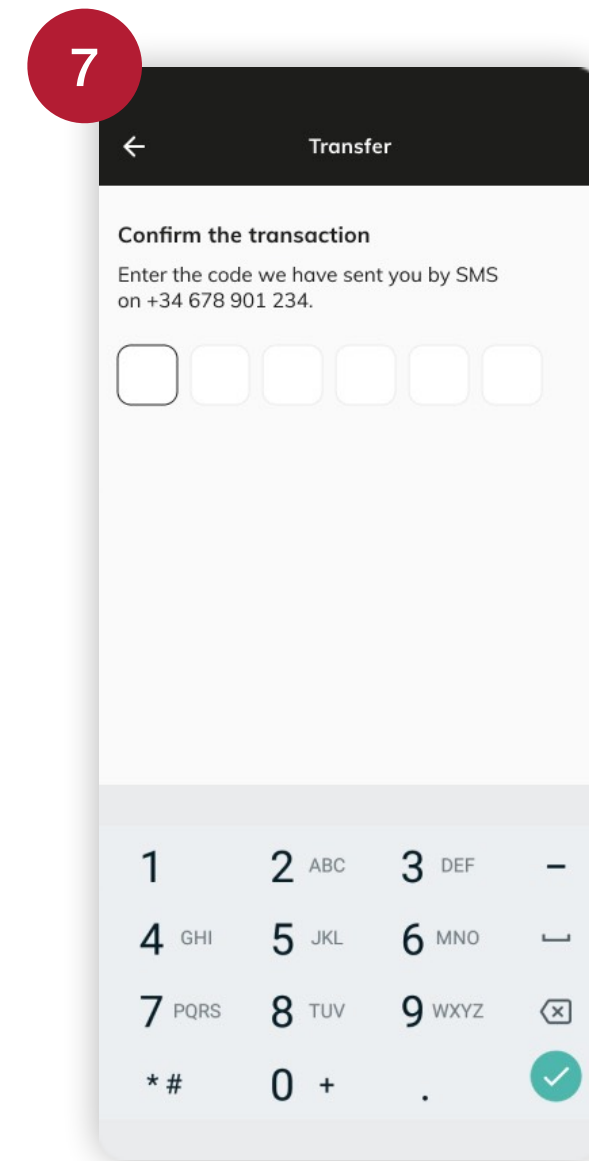 7
Transfer
Confirm the transaction
Enter the code we have sent you by SMS
on +34 678 901 234.
1 2 ABC 3 DEF –
4 GHI 5 JKL 6 MNO
7 PQRS 8 TUV 9 WXYZ
* # 0 + .